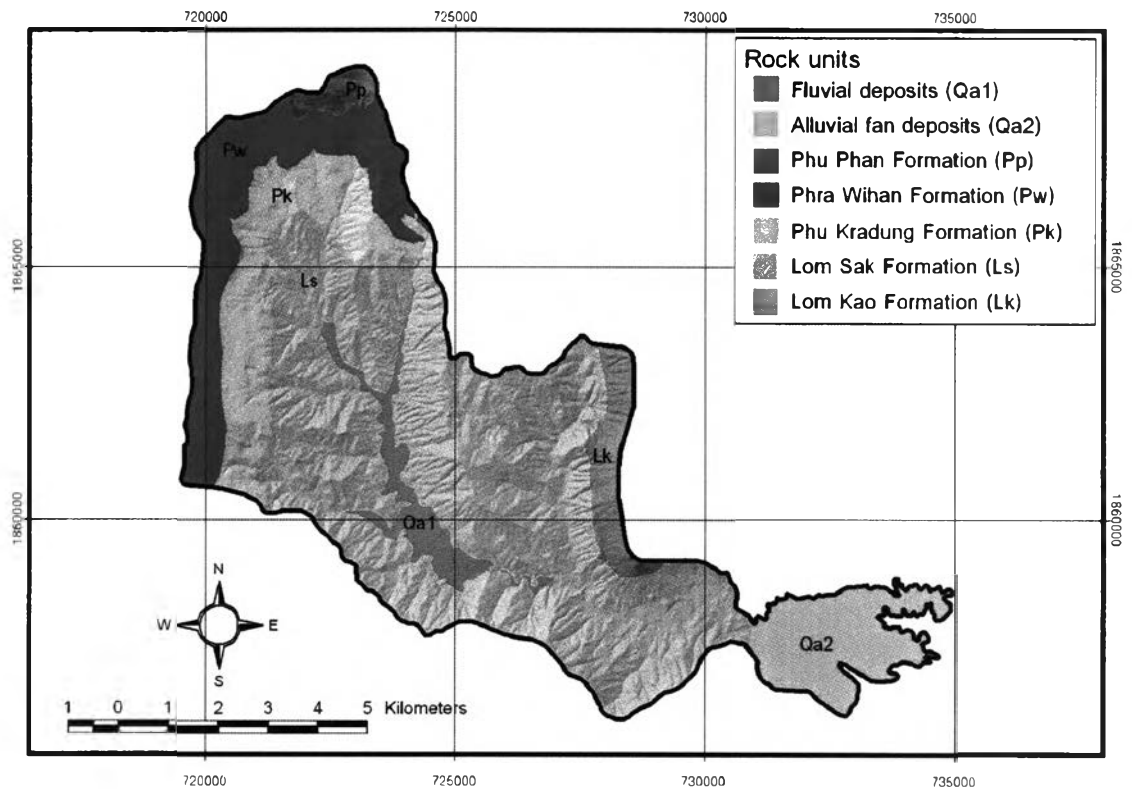 720000 725000 730000 735000
Rock units
Fluvial deposits (Qa1)
Alluvial fan deposits (Qa2)
Phu Phan Formation (Pp)
Phra Wihan Formation (Pw)
Phu Kradung Formation (Pk)
Lom Sak Formation (Ls)
Lom Kao Formation (Lk)
Pp
Pw
Pk
1865000 1865000
Ls
Lk
1860000 1860000
Qa1
Qa2
N
W E
S
1 0 1 2 3 4 5 Kilometers
720000 725000 730000 735000